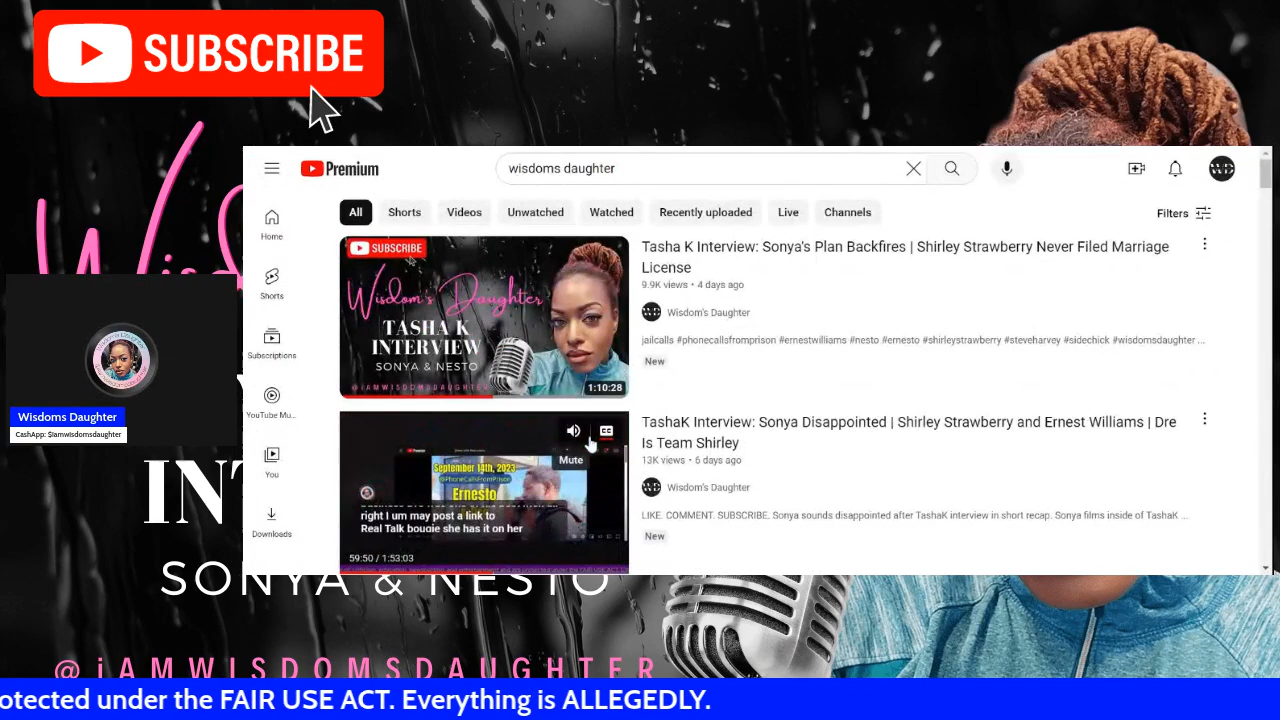 SUBSCRIBE
Premium
wisdoms daughter
All
Shorts
Videos
Unwatched
Watched
Recently uploaded
Live
Channels
Filters
Home
Shorts
Subscriptions
YouTube Mu...
You
Downloads
SUBSCRIBE
Wisdom's Daughter
TASHA K
INTERVIEW
SONYA & NESTO
@iAMWISDOMSDAUGHTER
1:10:28
Tasha K Interview: Sonya's Plan Backfires | Shirley Strawberry Never Filed Marriage
License
9.9K views • 4 days ago
WD
Wisdom's Daughter
jailcalls #phonecallsfromprison #ernestwilliams #nesto #ernesto #shirleystrawberry #steveharvey #sidechick #wisdomsdaughter ...
New
CC
Mute
September 14th, 2023
@PhoneCallsFromPrison
Ernesto
right I um may post a link to
Real Talk bougie she has it on her
59:50 / 1:53:03
TashaK Interview: Sonya Disappointed | Shirley Strawberry and Ernest Williams | Dre
Is Team Shirley
13K views • 6 days ago
WD
Wisdom's Daughter
LIKE. COMMENT. SUBSCRIBE. Sonya sounds disappointed after TashaK interview in short recap. Sonya films inside of TashaK ...
New
Wisdoms Daughter
CashApp: $iamwisdomsdaughter
SONYA & NESTO
@iAMWISDOMSDAUGHTER
otected under the FAIR USE ACT. Everything is ALLEGEDLY.